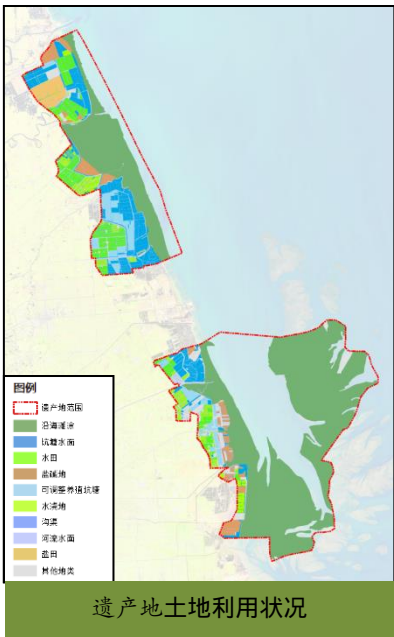 图例
遗产地范围
沿海滩涂
坑塘水面
水田
盐碱地
可调整养殖坑塘
水浇地
沟渠
河流水面
盐田
其他地类
遗产地土地利用状况